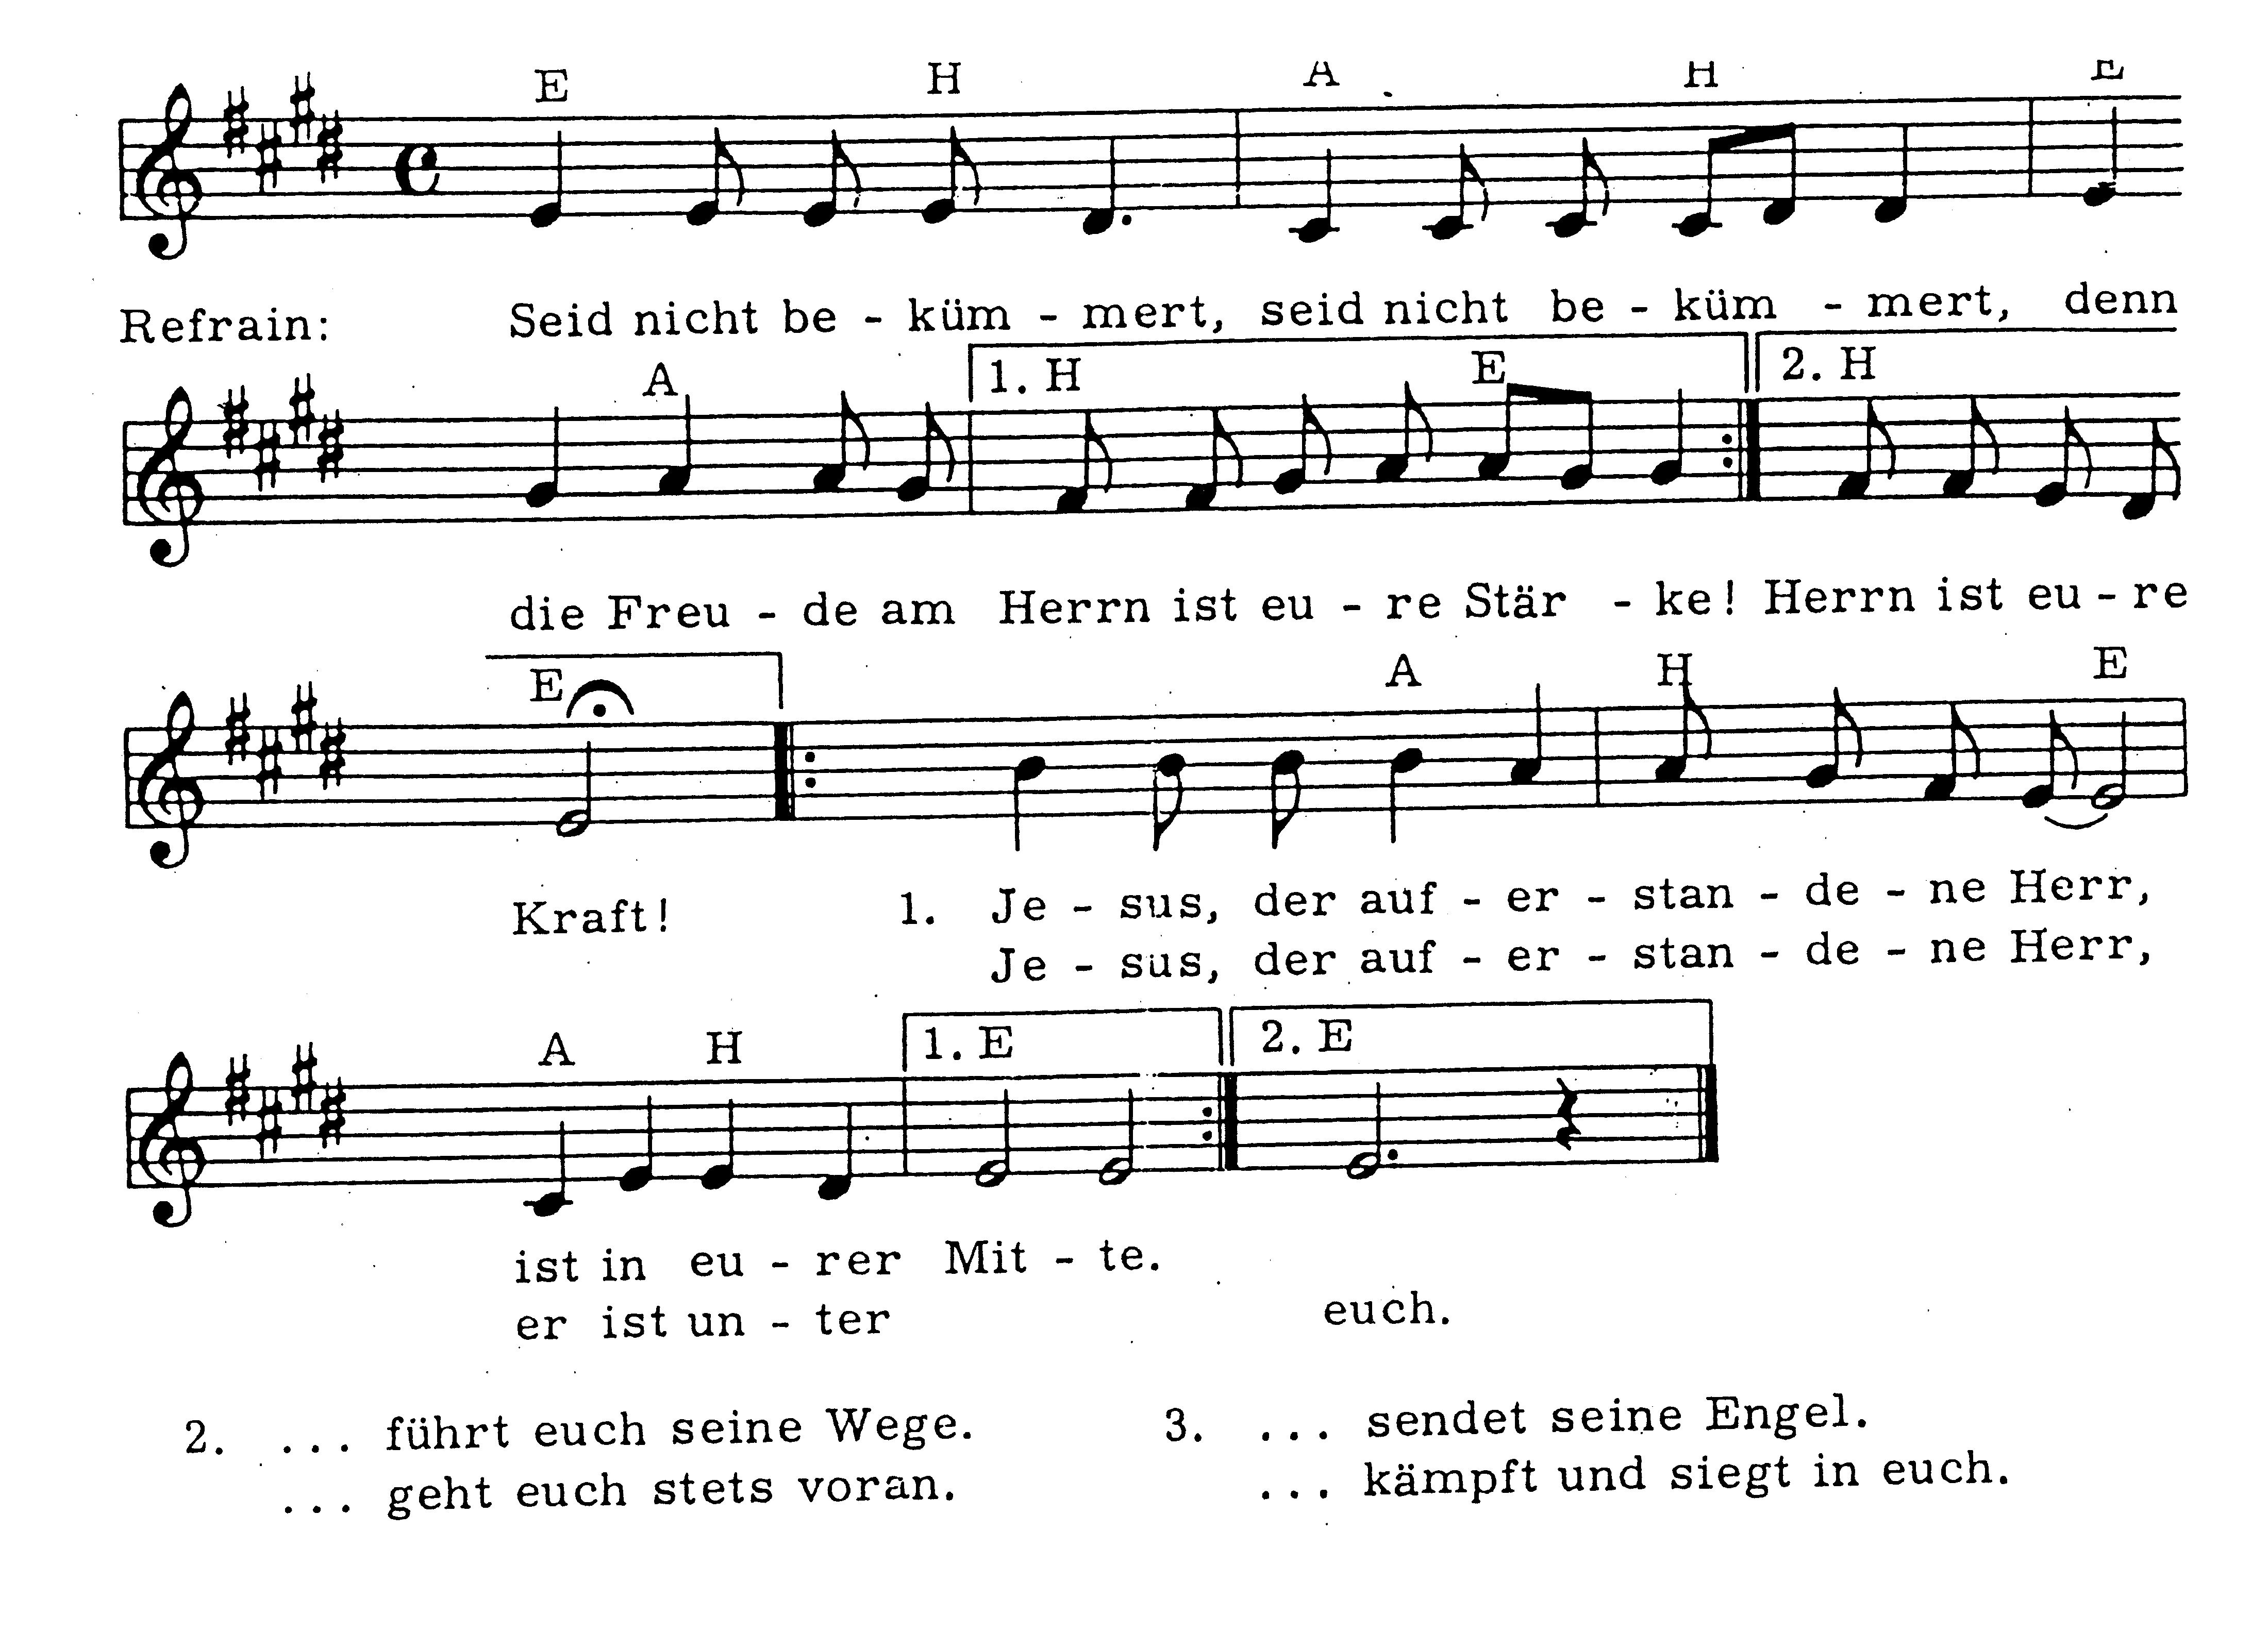 E H A H E
Refrain: Seid nicht be - küm - mert, seid nicht be - küm - mert, denn
A 1. H E 2. H
die Freu - de am Herrn ist eu - re Stär - ke! Herrn ist eu - re
E A H E
Kraft! 1. Je - sus, der auf - er - stan - de - ne Herr,
Je - sus, der auf - er - stan - de - ne Herr,
A H 1. E 2. E
ist in eu - rer Mit - te.
er ist un - ter euch.
2. ... führt euch seine Wege.
... geht euch stets voran.
3. ... sendet seine Engel.
... kämpft und siegt in euch.